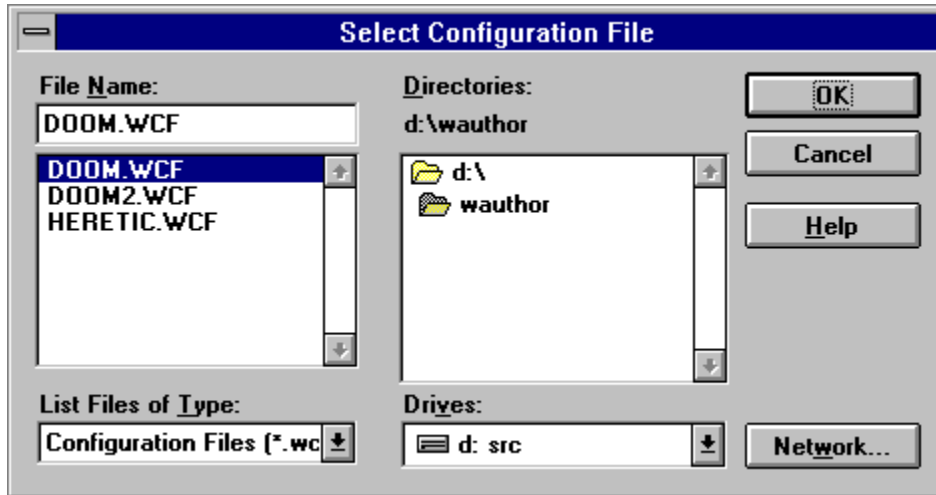 Select Configuration File
File Name:
DOOM.WCF
DOOM.WCF
DOOM2.WCF
HERETIC.WCF
List Files of Type:
Configuration Files (*.wc
Directories:
d:\wauthor
d:\
wauthor
Drives:
d: src
OK
Cancel
Help
Network...